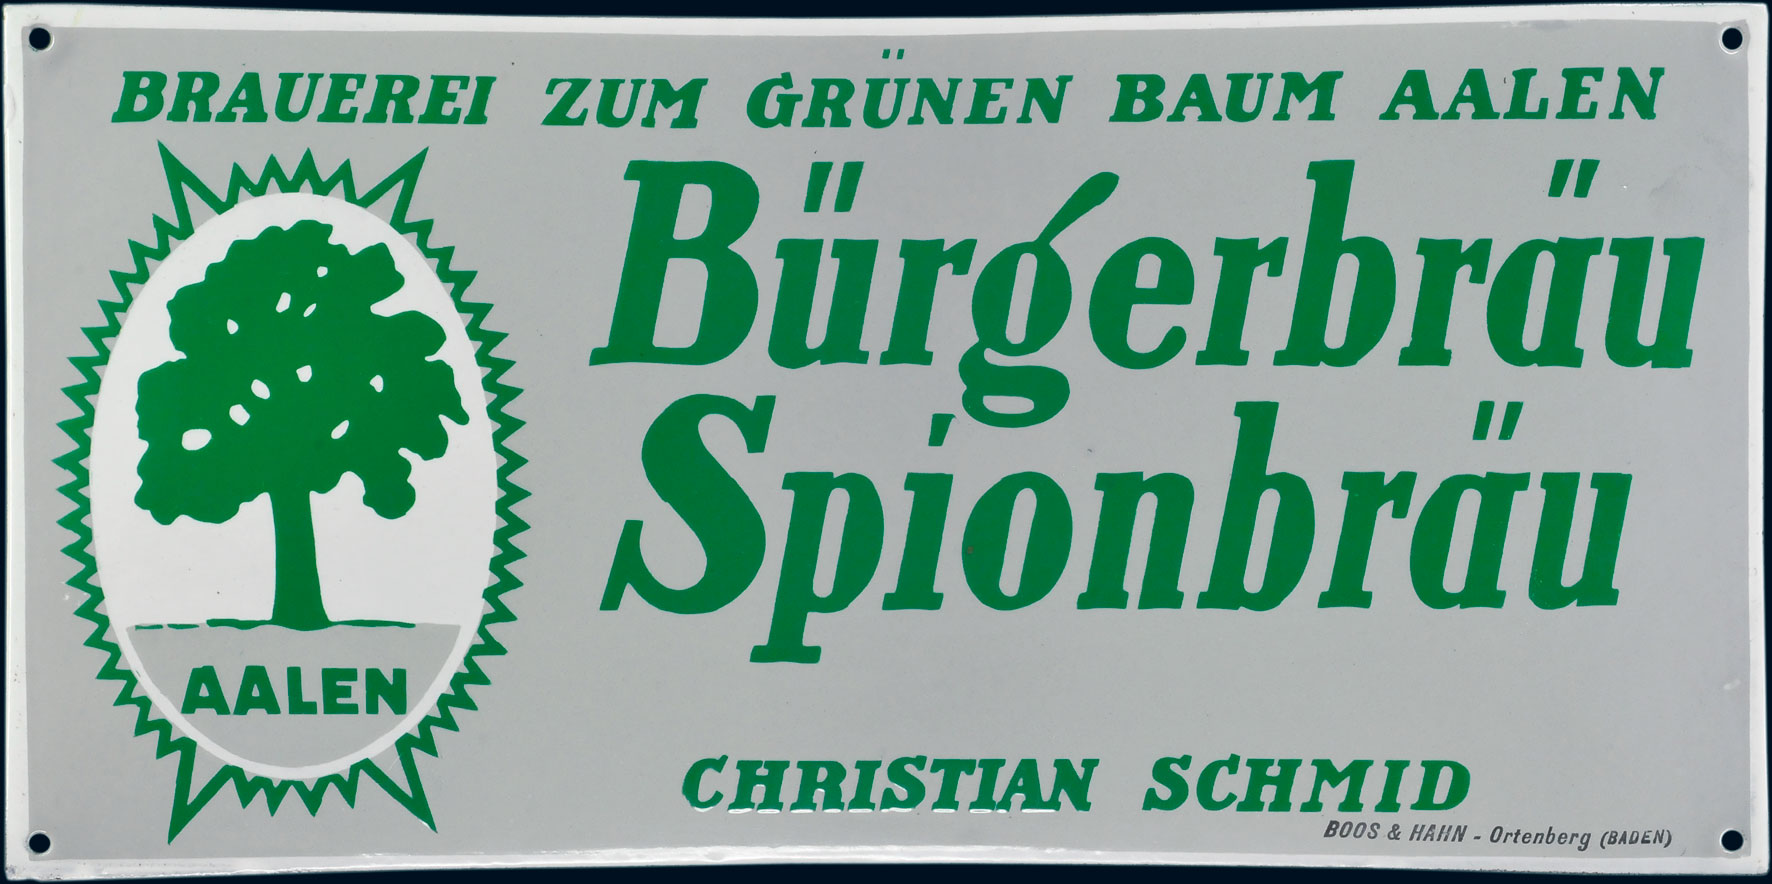 BRAUEREI ZUM GRÜNEN BAUM AALEN
Bürgerbräu
Spionbräu
AALEN
CHRISTIAN SCHMID
BOOS & HAHN - Ortenberg (BADEN)